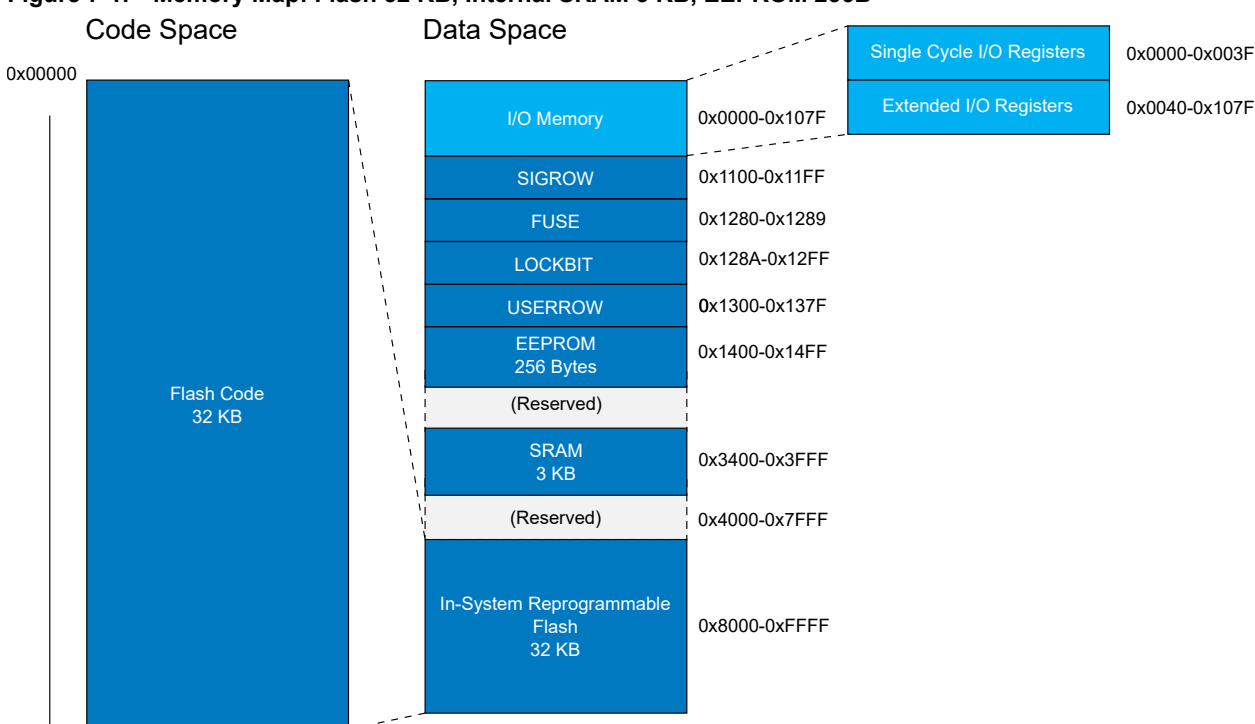 Code Space
Data Space
0x00000
Single Cycle I/O Registers
0x0000-0x003F
Extended I/O Registers
0x0040-0x107F
I/O Memory
0x0000-0x107F
SIGROW
0x1100-0x11FF
FUSE
0x1280-0x1289
LOCKBIT
0x128A-0x12FF
USERROW
0x1300-0x137F
EEPROM
256 Bytes
0x1400-0x14FF
(Reserved)
Flash Code
32 KB
SRAM
3 KB
0x3400-0x3FFF
(Reserved)
0x4000-0x7FFF
In-System Reprogrammable
Flash
32 KB
0x8000-0xFFFF